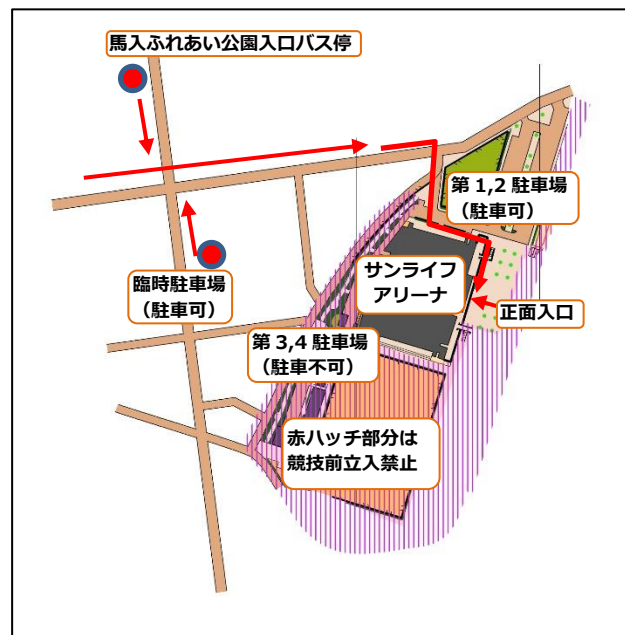 馬入ふれあい公園入口バス停
第 1,2 駐車場
（駐車可）
サンライフ
アリーナ
臨時駐車場
（駐車可）
正面入口
第 3,4 駐車場
（駐車不可）
赤ハッチ部分は
競技前立入禁止